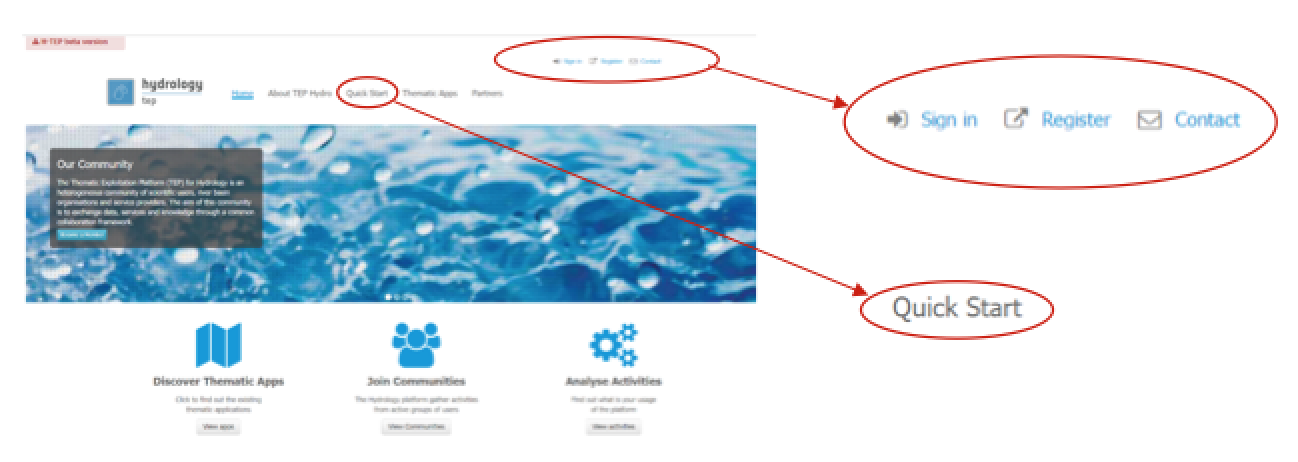 H-TEP beta version
Sign in Register Contact
hydrology
tep
Home About TEP Hydro Quick Start Thematic Apps Partners
Sign in Register Contact
Our Community
The Thematic Exploitation Platform (TEP) for Hydrology is an
heterogeneous community of scientific users, river basin
organisations and service providers. The aim of this community
is to exchange data, services and knowledge through a common
collaboration framework.
Quick Start
Discover Thematic Apps
Click to find out the existing
thematic applications
View apps
Join Communities
The Hydrology platform gather activities
from active groups of users
View Communities
Analyse Activities
Find out what is your usage
of the platform
View activities